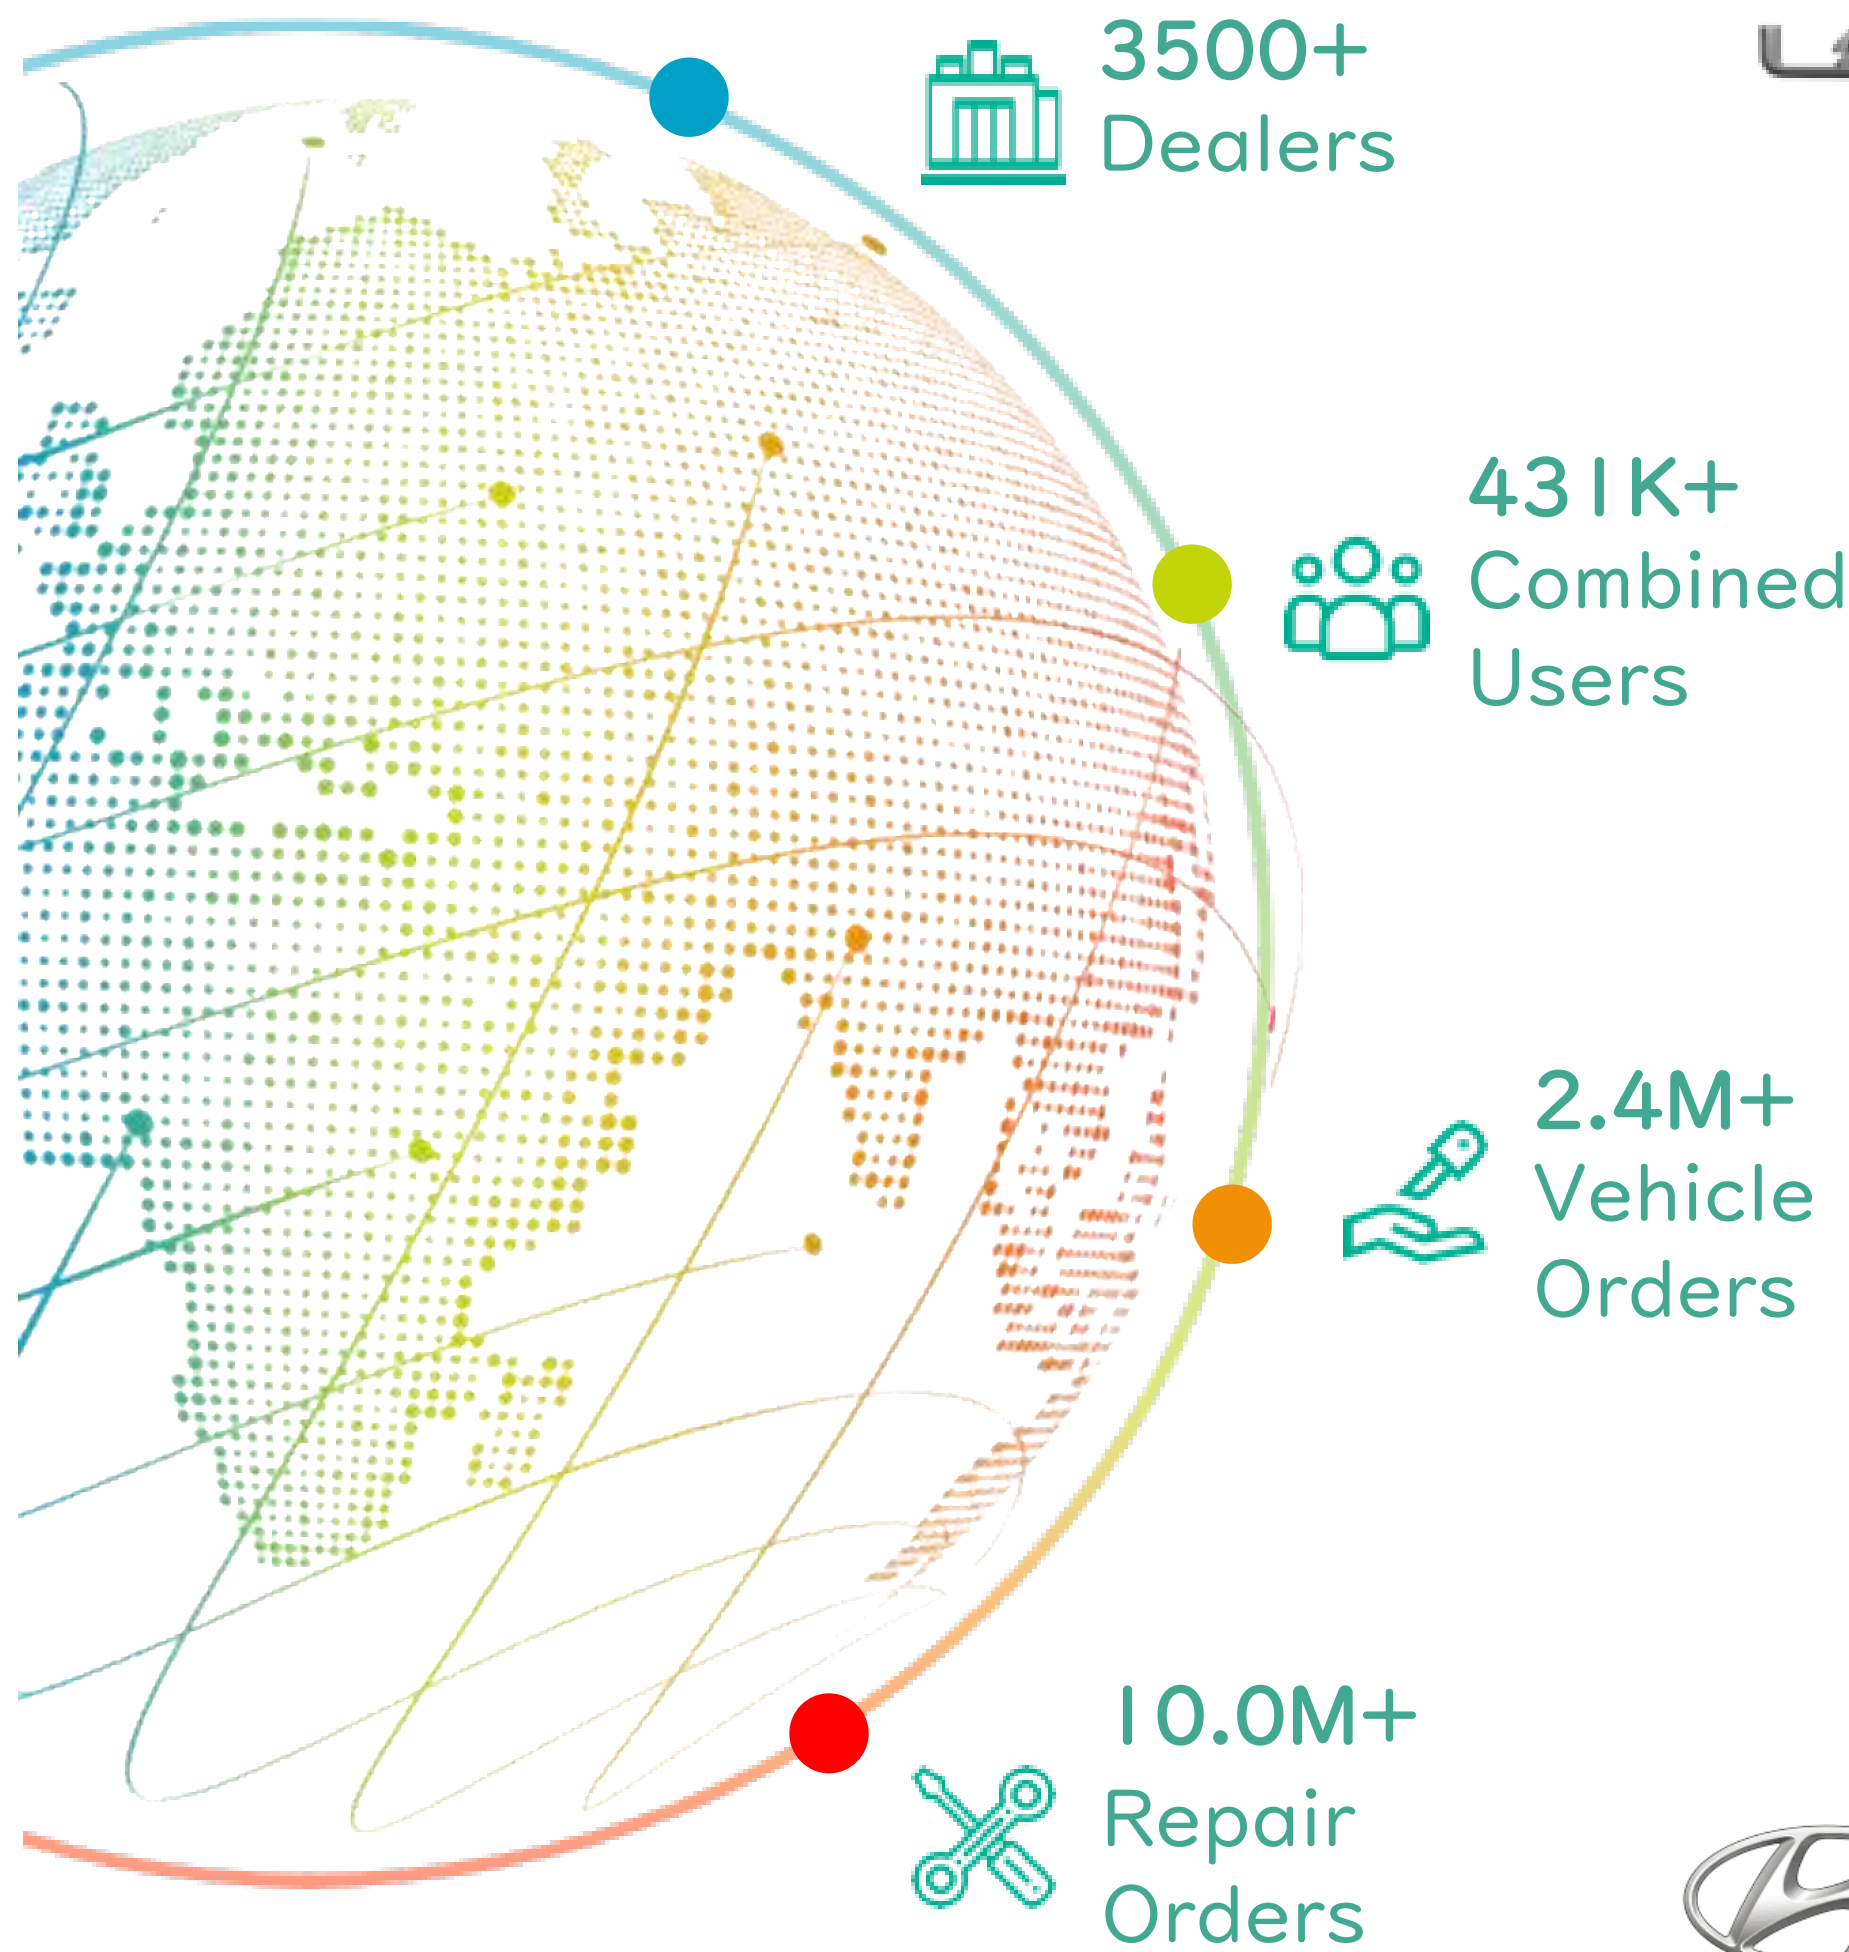 3500+
Dealers
431K+
Combined
Users
2.4M+
Vehicle
Orders
10.0M+
Repair
Orders